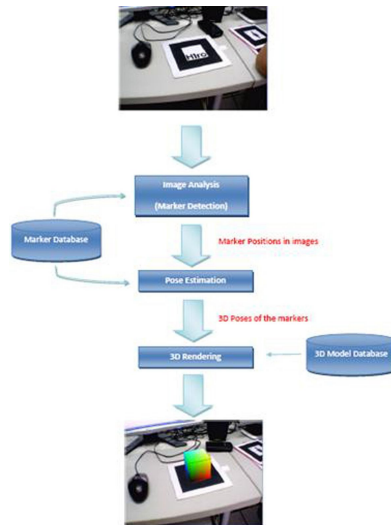 Hiro
Image Analysis
(Marker Detection)
Marker Database
Marker Positions in images
Pose Estimation
3D Poses of the markers
3D Rendering
3D Model Database